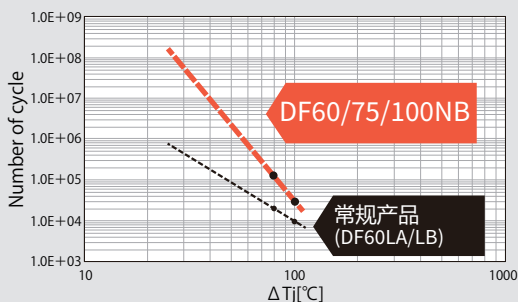 Number of cycle
1.0E+09
1.0E+08
1.0E+07
1.0E+06
1.0E+05
1.0E+04
1.0E+03
DF60/75/100NB
常规产品
(DF60LA/LB)
10
100
1000
ΔTj[℃]